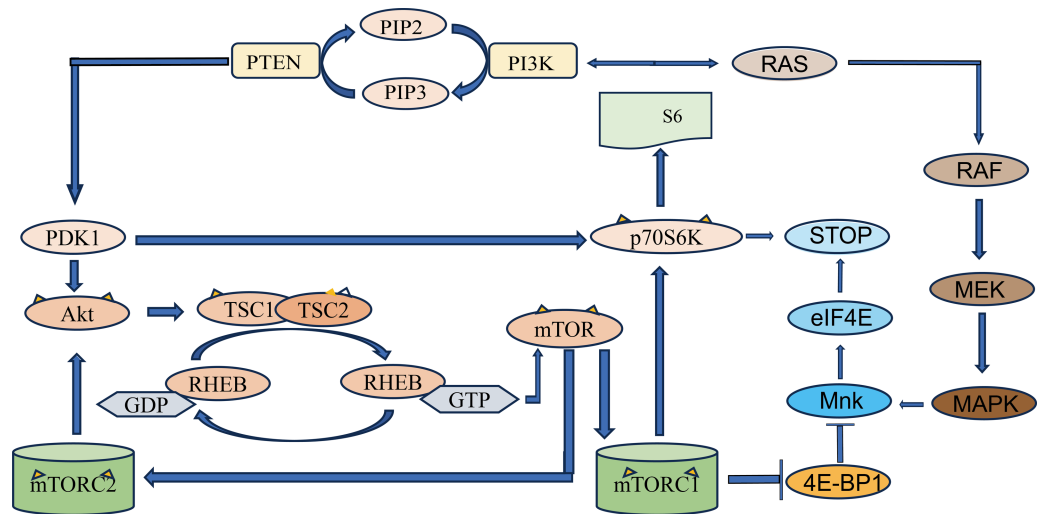 PIP2
PTEN
PI3K
RAS
PIP3
S6
RAF
PDK1
p70S6K
STOP
MEK
Akt
TSC1
TSC2
mTOR
eIF4E
RHEB
RHEB
GDP
GTP
Mnk
MAPK
mTORC2
mTORC1
4E-BP1